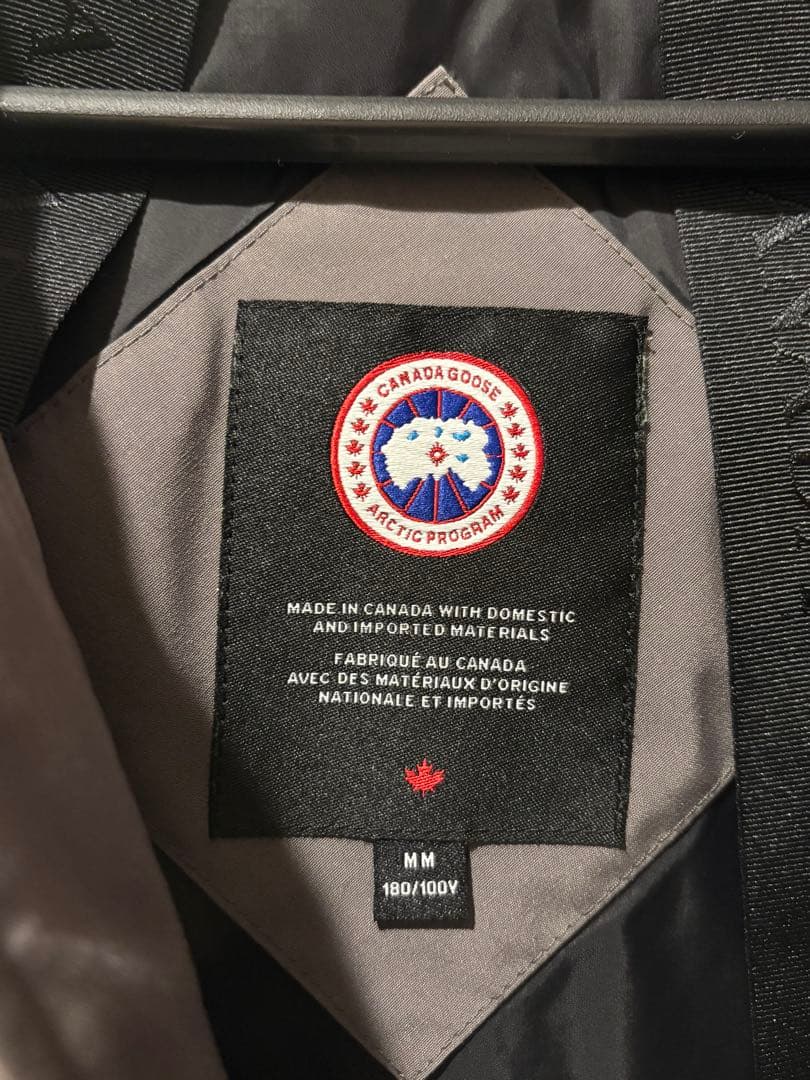 CANADA GOOSE
ARCTIC PROGRAM
MADE IN CANADA WITH DOMESTIC
AND IMPORTED MATERIALS
FABRIQUÉ AU CANADA
AVEC DES MATÉRIAUX D'ORIGINE
NATIONALE ET IMPORTÉS
MM
180/100Y